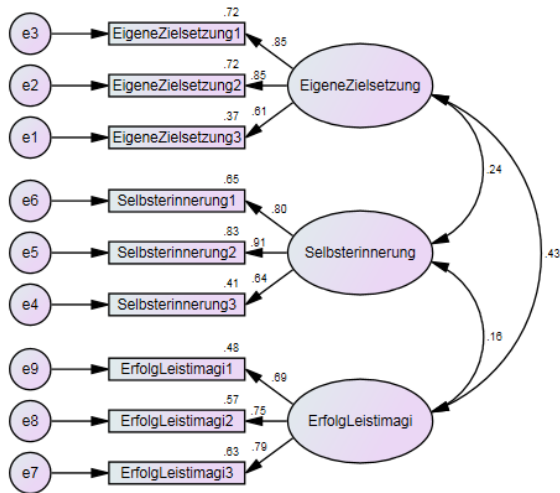 .72
e3 EigeneZielsetzung1 .85
.72
e2 EigeneZielsetzung2 .85 EigeneZielsetzung
.37
e1 EigeneZielsetzung3 .61
.24
.65
e6 Selbsterinnerung1 .80
.83
e5 Selbsterinnerung2 .91 Selbsterinnerung
.43
.41
e4 Selbsterinnerung3 .64
.16
.48
e9 ErfolgLeistimagi1 .69
.57
e8 ErfolgLeistimagi2 .75 ErfolgLeistimagi
.63
e7 ErfolgLeistimagi3 .79